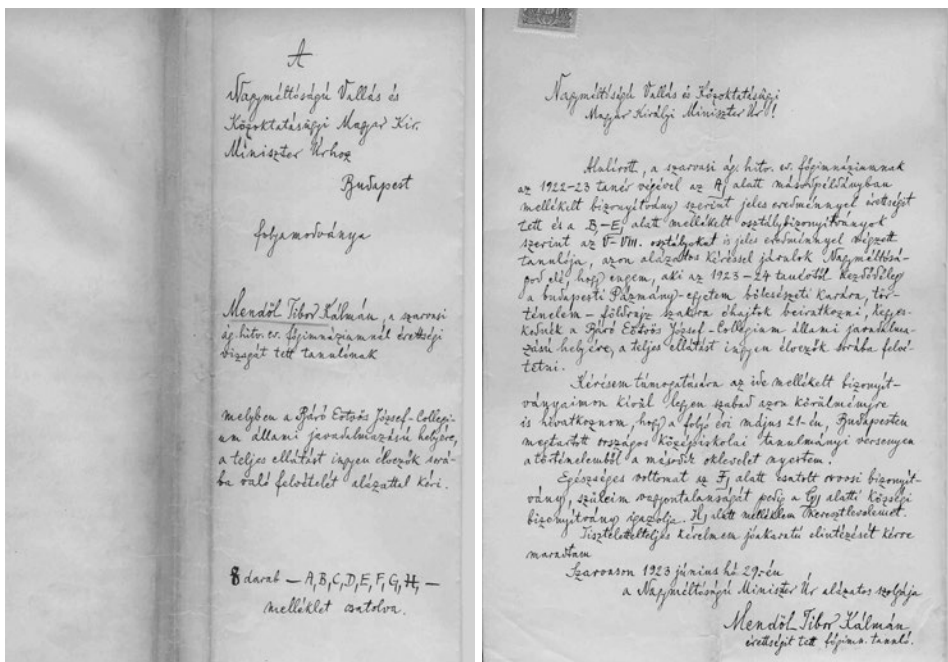 A
Nagyméltóságú Vallás és
Közoktatásügyi Magyar Kir.
Miniszter Úrhoz
Budapest
folyamodványa
Mendöl Tibor Kálmán, a szarvasi
ág. hitv. ev. főgimnáziumnál érettségi
vizsgát tett tanulónak
melyben a Báró Eötvös József-Collegi-
um állami javadalmazású helyére,
a teljes ellátást ingyen élvezők sorá-
ba való felvételét alázattal kéri.
8 darab – A, B, C, D, E, F, G, H, –
melléklet csatolva.
Nagyméltóságú Vallás és Közoktatásügyi
Magyar Királyi Miniszter Úr!
Alulírott, a szarvasi ág. hitv. ev. főgimnáziumnak
az 1922-23 tanév végével az A, alatt másodpéldányban
mellékelt bizonyítvány szerint jeles eredménnyel érettségit
tett és a B,–E, alatt mellékelt osztálybizonyítványok
szerint az V–VIII. osztályokat is jeles eredménnyel végzett
tanulója, azon alázatos kéréssel járulok Nagyméltósá-
god elé, hogy engem, aki az 1923-24 tanévtől kezdődőleg
a budapesti Pázmány-egyetem bölcsészeti karára, tör-
ténelem-földrajz szakra óhajtok beiratkozni, kegyes-
kednék a Báró Eötvös József-Collegium állami javadalma-
zású helyére, a teljes ellátást ingyen élvezők sorába felvé-
tetni.
Kérésem támogatására az ide mellékelt bizonyít-
ványaimon kívül legyen szabad azon körülményre
is hivatkoznom, hogy a folyó évi május 21-én, Budapesten
megtartott országos középiskolai tanulmányi versenyen
a történelemből a második oklevelet nyertem.
Egészséges voltomat az F, alatt csatolt orvosi bizonyít-
vány, szüleim vagyontalanságát pedig a G, alatti községi
bizonyítvány igazolja. H, alatt mellékelem keresztlevelemet.
Tiszteletteljes kérelmem jóakaratú elintézését kérve
maradtam
Szarvason 1923 június hó 29-én
a Nagyméltóságú Miniszter Úr alázatos szolgája
Mendöl Tibor Kálmán
érettségit tett főgimn. tanuló.